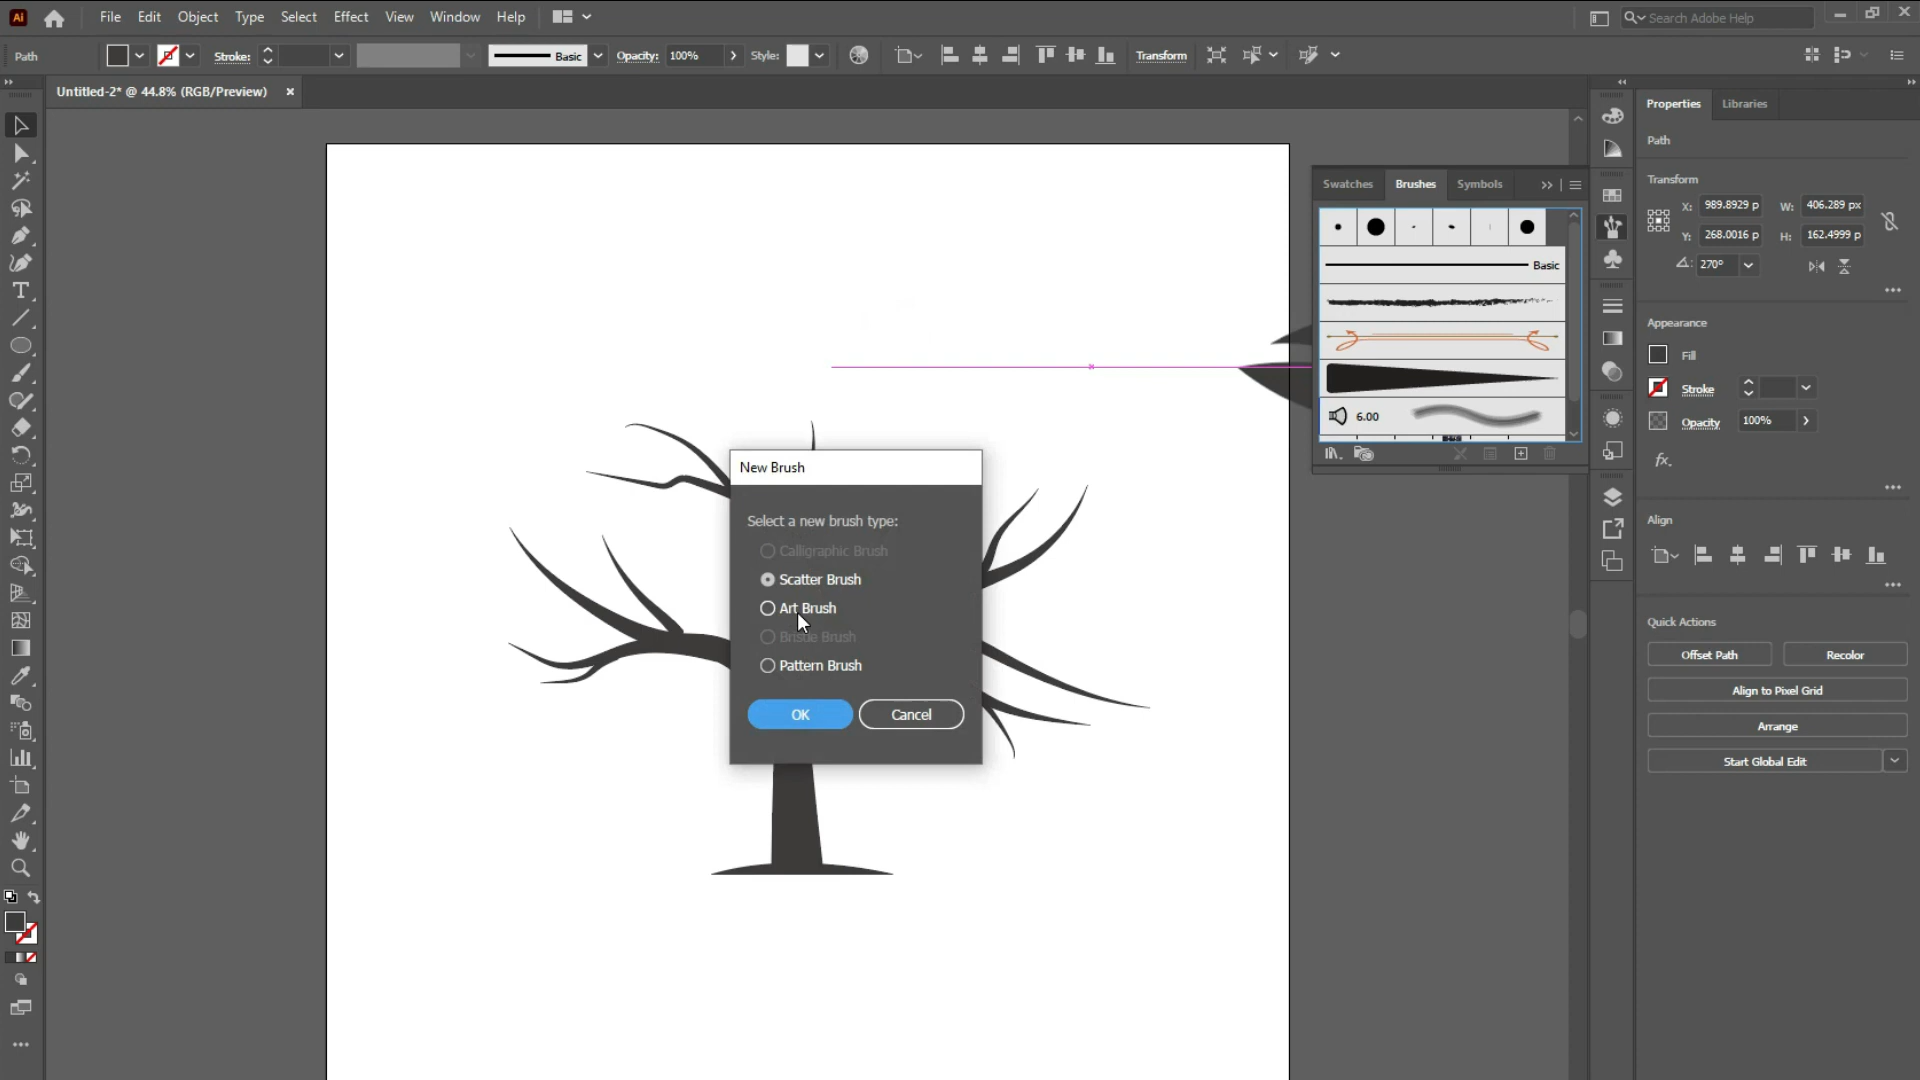 Ai File Edit Object Type Select Effect View Window Help Search Adobe Help
Path Stroke: Basic Opacity: 100% Style: Transform
Untitled-2* @ 44.8% (RGB/Preview)
Swatches Brushes Symbols
Basic
6.00
New Brush
Select a new brush type:
Calligraphic Brush
Scatter Brush
Art Brush
Bristle Brush
Pattern Brush
OK Cancel
Properties Libraries
Path
Transform
X: 989.8929 p W: 406.289 px
Y: 268.0016 p H: 162.4999 p
270°
Appearance
Fill
Stroke
Opacity 100%
fx.
Align
Quick Actions
Offset Path Recolor
Align to Pixel Grid
Arrange
Start Global Edit